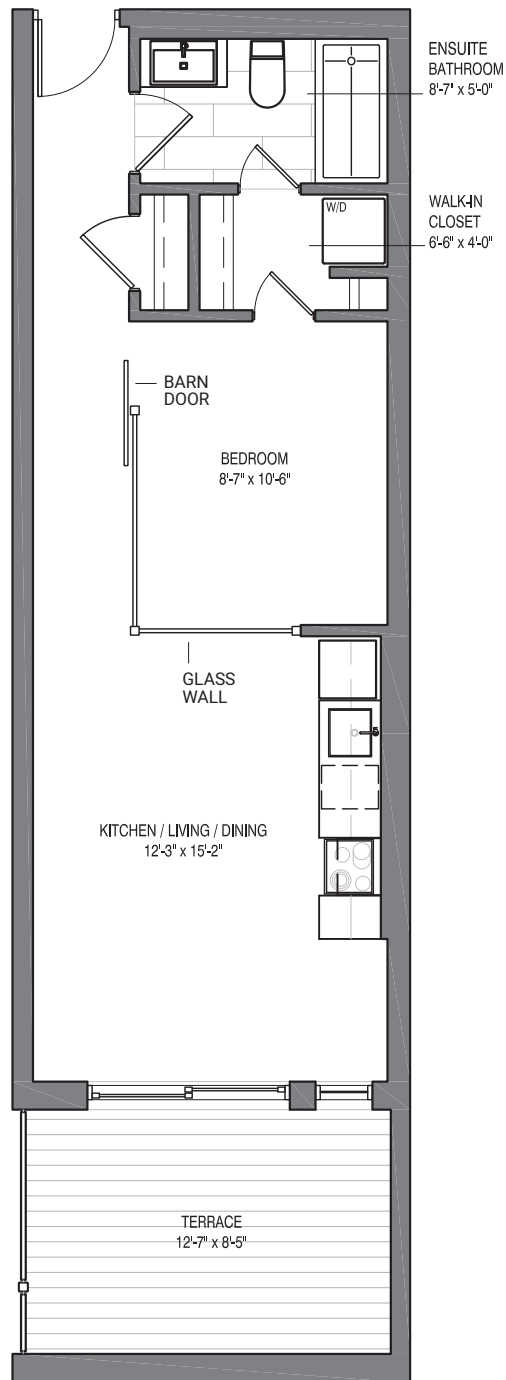 ENSUITE
BATHROOM
8'-7" x 5'-0"
WALK-IN
CLOSET
6'-6" x 4'-0"
W/D
BARN
DOOR
BEDROOM
8'-7" x 10'-6"
GLASS
WALL
KITCHEN / LIVING / DINING
12'-3" x 15'-2"
TERRACE
12'-7" x 8'-5"